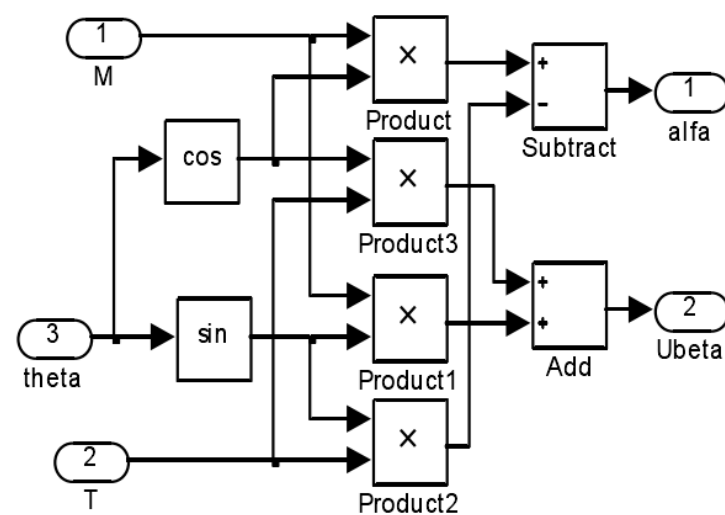 1
M
cos
3
theta
sin
2
T
×
Product
×
Product3
×
Product1
×
Product2
+
−
Subtract
+
+
Add
1
alfa
2
Ubeta